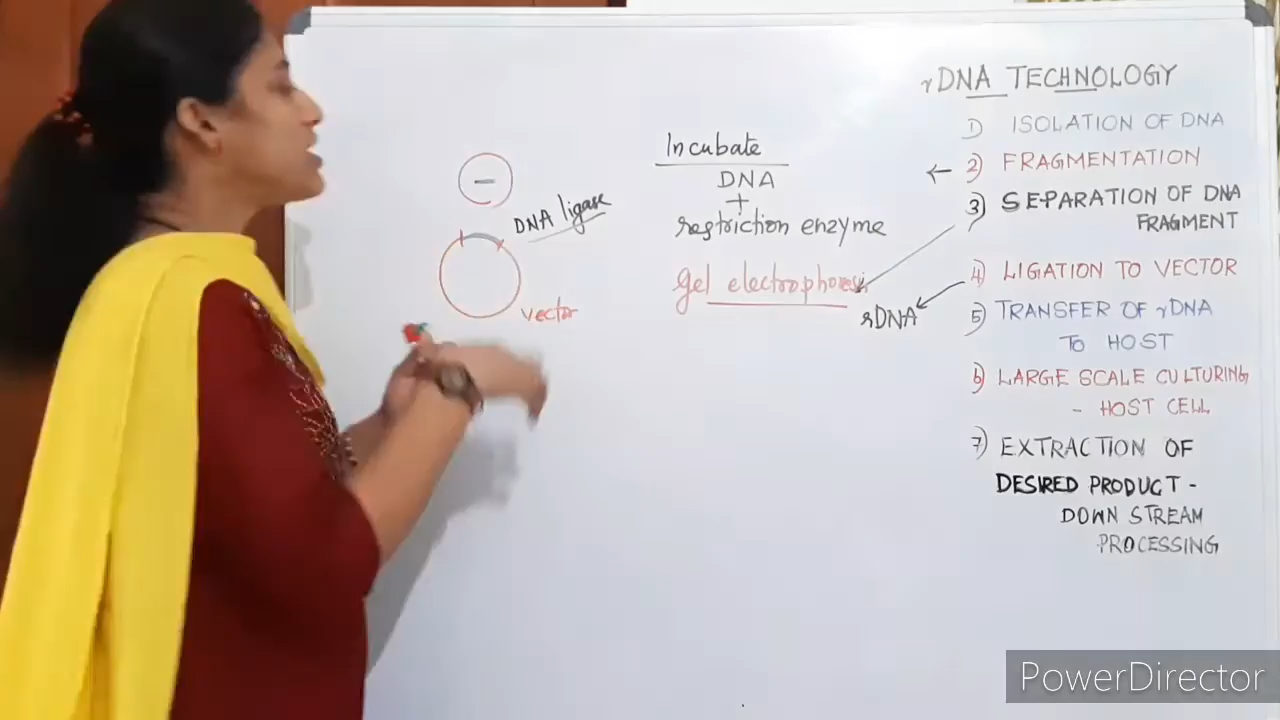 rDNA TECHNOLOGY
1) ISOLATION OF DNA
← 2) FRAGMENTATION
3) SEPARATION OF DNA
FRAGMENT
4) LIGATION TO VECTOR
5) TRANSFER OF rDNA
TO HOST
6) LARGE SCALE CULTURING
- HOST CELL
7) EXTRACTION OF
DESIRED PRODUCT -
DOWN STREAM
PROCESSING
Incubate
DNA
+
restriction enzyme
gel electrophoresis
rDNA
DNA ligase
vector
PowerDirector